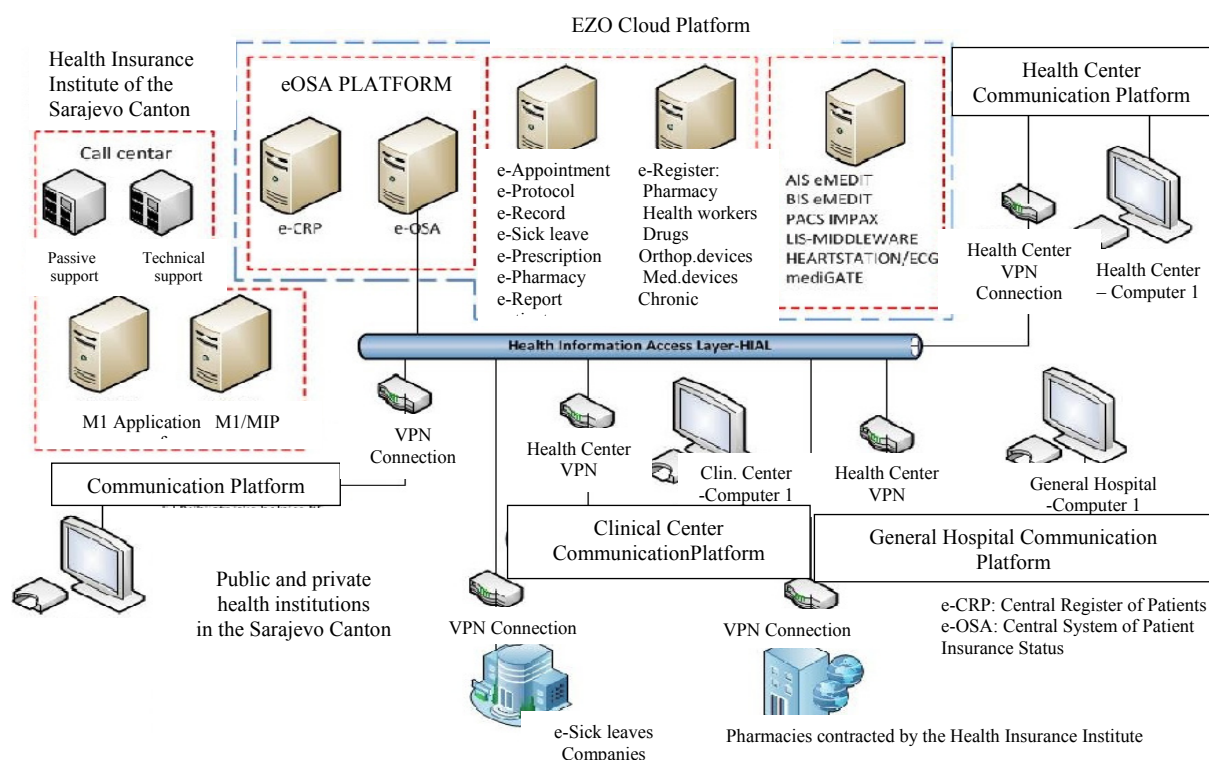 EZO Cloud Platform
Health Insurance
Institute of the
Sarajevo Canton
Call centar
Passive
support
Technical
support
M1 Application
M1/MIP
eOSA PLATFORM
e-CRP
e-OSA
e-Appointment
e-Protocol
e-Record
e-Sick leave
e-Prescription
e-Pharmacy
e-Report
e-Register:
Pharmacy
Health workers
Drugs
Orthop.devices
Med.devices
Chronic
AIS eMEDIT
BIS eMEDIT
PACS IMPAX
LIS-MIDDLEWARE
HEARTSTATION/ECG
mediGATE
Health Center
Communication Platform
Health Center
VPN
Connection
Health Center
– Computer 1
Health Information Access Layer-HIAL
VPN
Connection
Health Center
VPN
Clin. Center
-Computer 1
Health Center
VPN
General Hospital
-Computer 1
Communication Platform
Clinical Center
CommunicationPlatform
General Hospital Communication
Platform
Public and private
health institutions
in the Sarajevo Canton
VPN Connection
VPN Connection
e-CRP: Central Register of Patients
e-OSA: Central System of Patient
Insurance Status
e-Sick leaves
Companies
Pharmacies contracted by the Health Insurance Institute